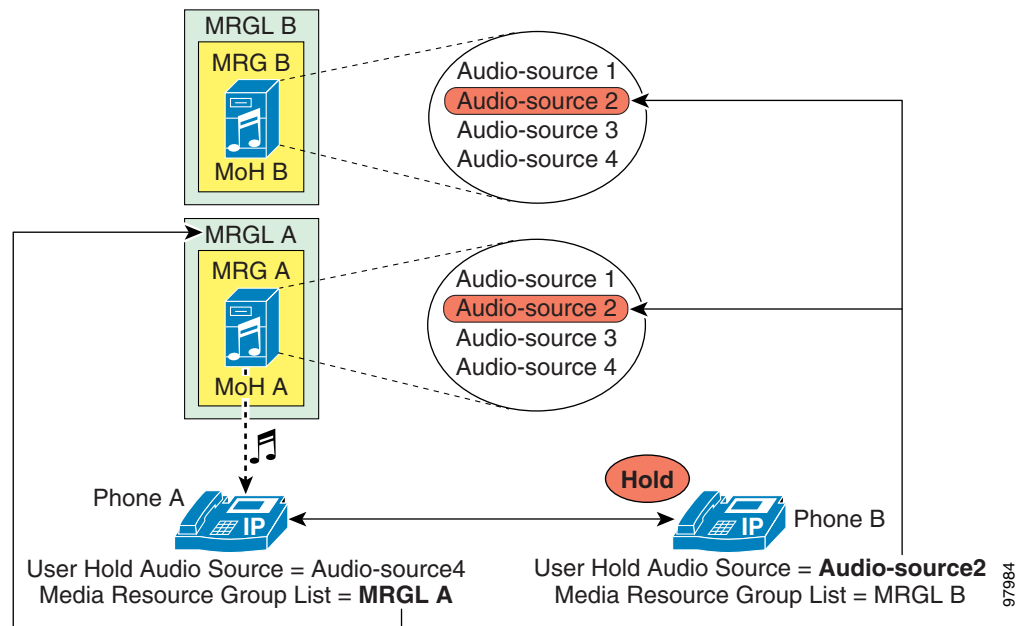 MRGL B
MRG B
MoH B
Audio-source 1
Audio-source 2
Audio-source 3
Audio-source 4
MRGL A
MRG A
MoH A
Audio-source 1
Audio-source 2
Audio-source 3
Audio-source 4
Hold
Phone A
IP
IP
Phone B
User Hold Audio Source = Audio-source4
Media Resource Group List = MRGL A
User Hold Audio Source = Audio-source2
Media Resource Group List = MRGL B
97984